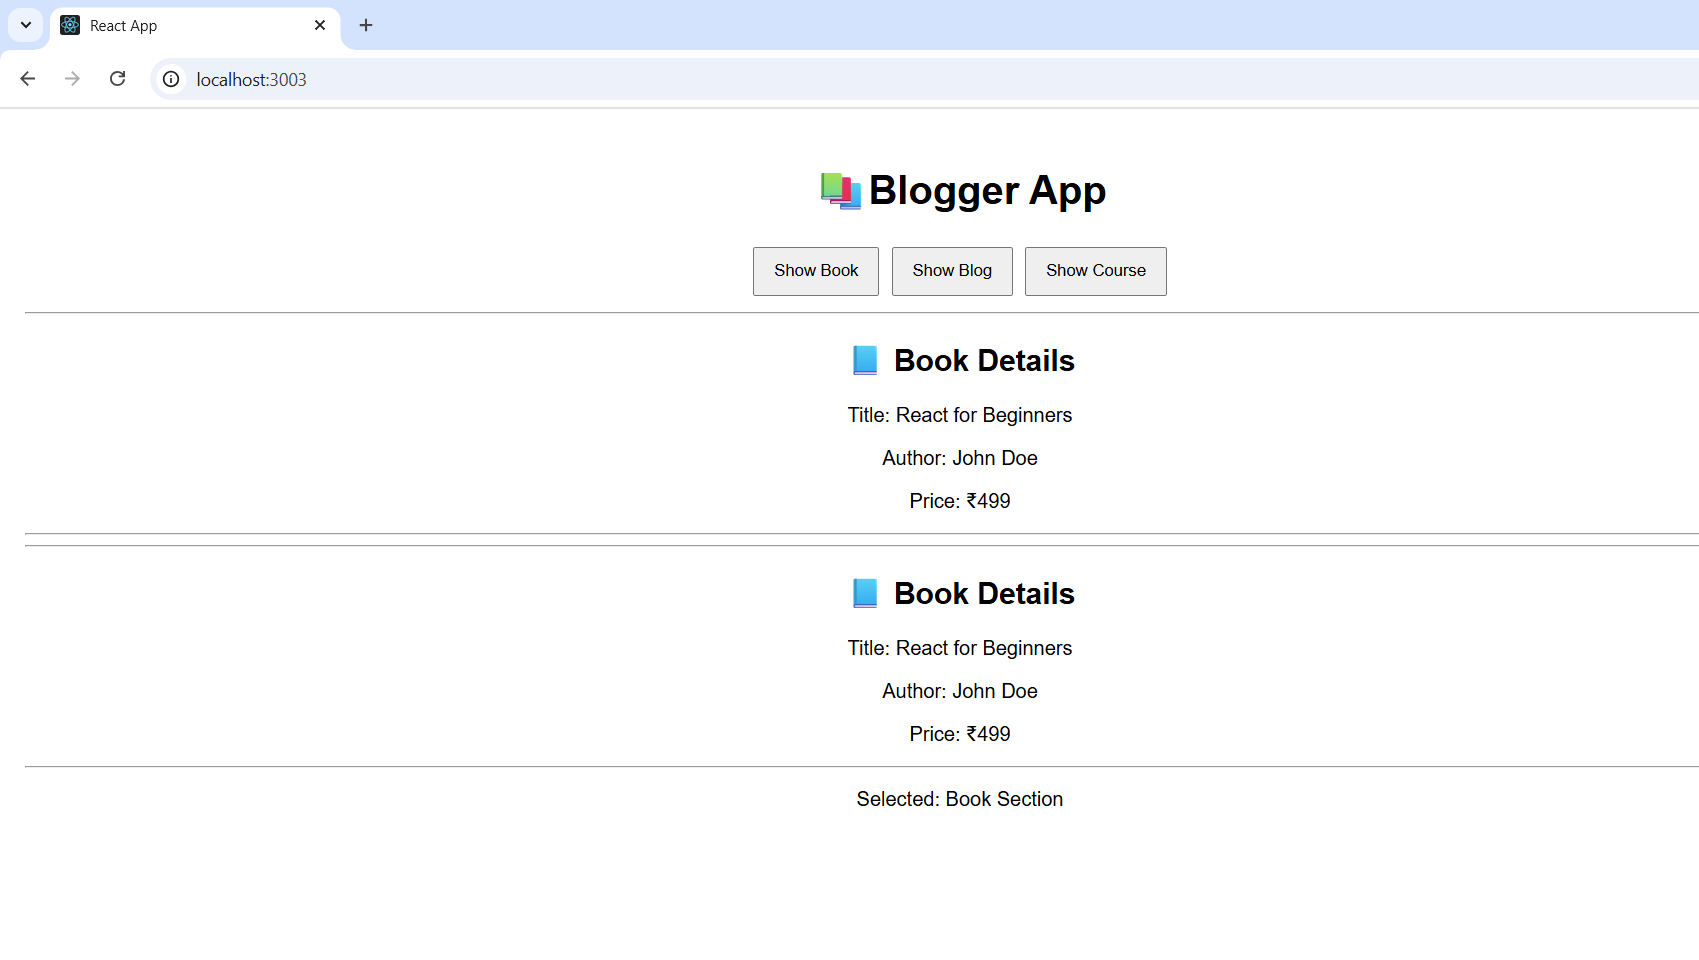 React App
localhost:3003
Blogger App
Show Book Show Blog Show Course
Book Details
Title: React for Beginners
Author: John Doe
Price: ₹499
Book Details
Title: React for Beginners
Author: John Doe
Price: ₹499
Selected: Book Section